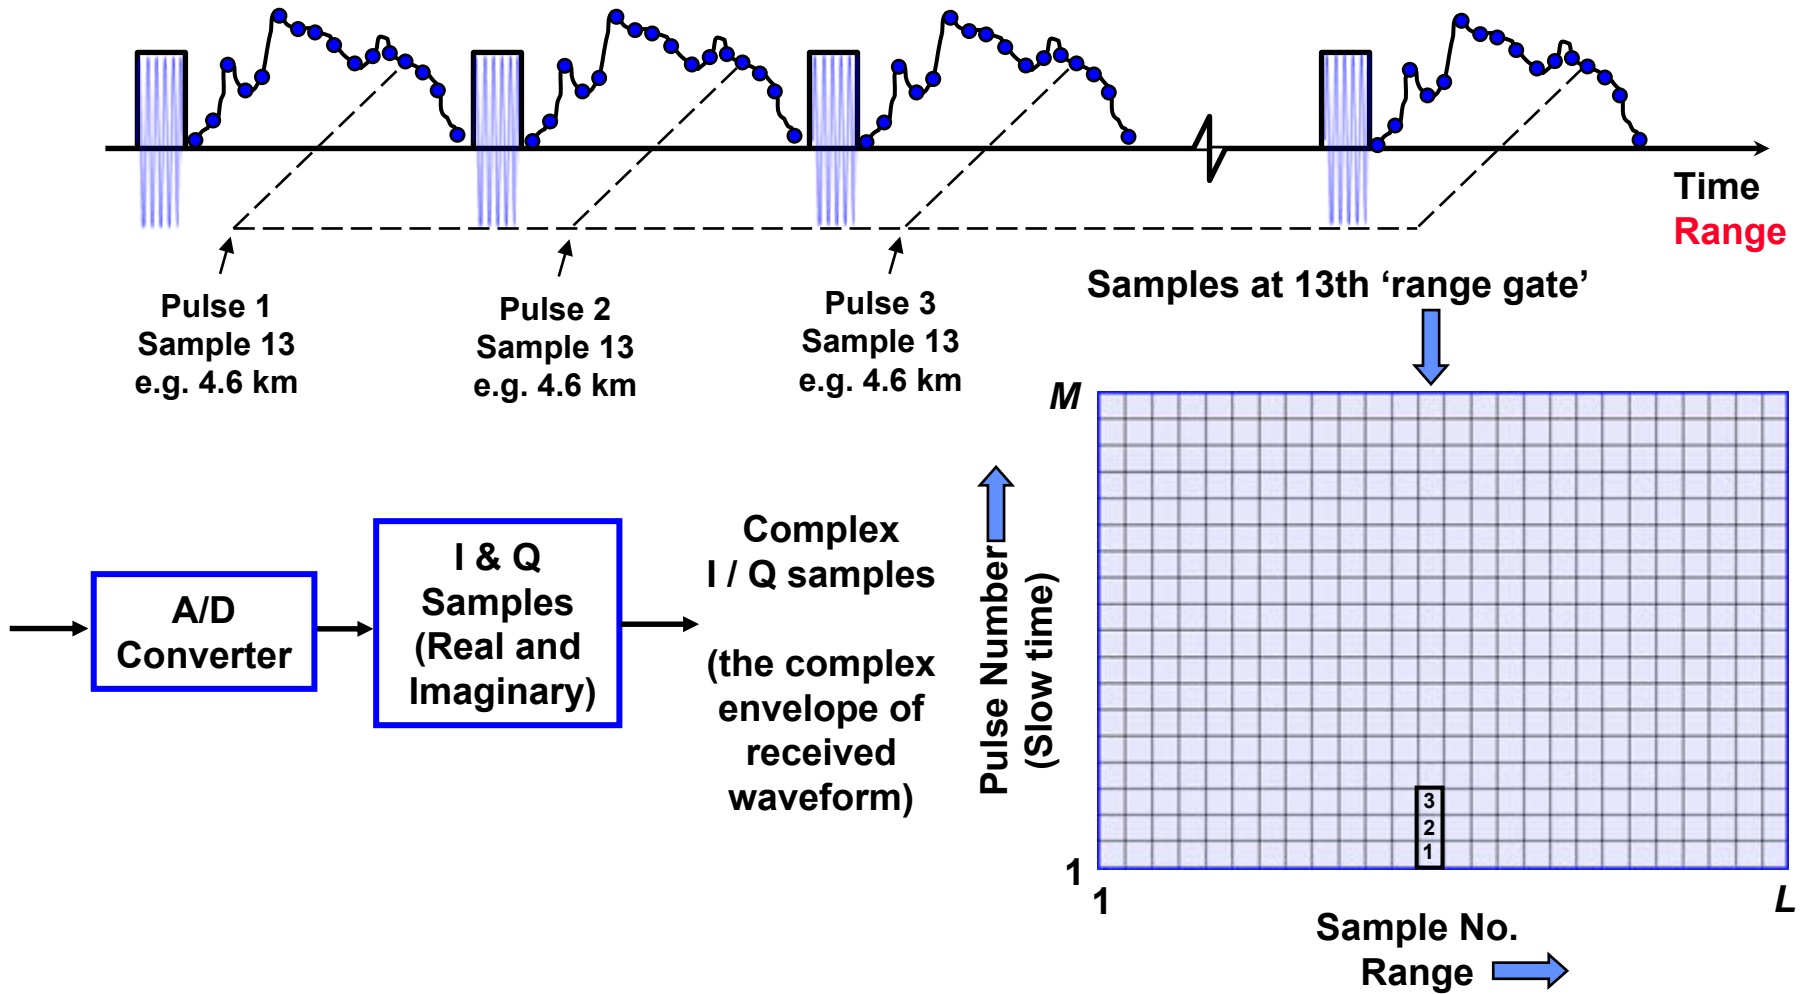 Time
Range
Pulse 1
Sample 13
e.g. 4.6 km
Pulse 2
Sample 13
e.g. 4.6 km
Pulse 3
Sample 13
e.g. 4.6 km
Samples at 13th ‘range gate’
A/D
Converter
I & Q
Samples
(Real and
Imaginary)
Complex
I / Q samples
(the complex
envelope of
received
waveform)
M
Pulse Number
(Slow time)
3
2
1
1
1
L
Sample No.
Range